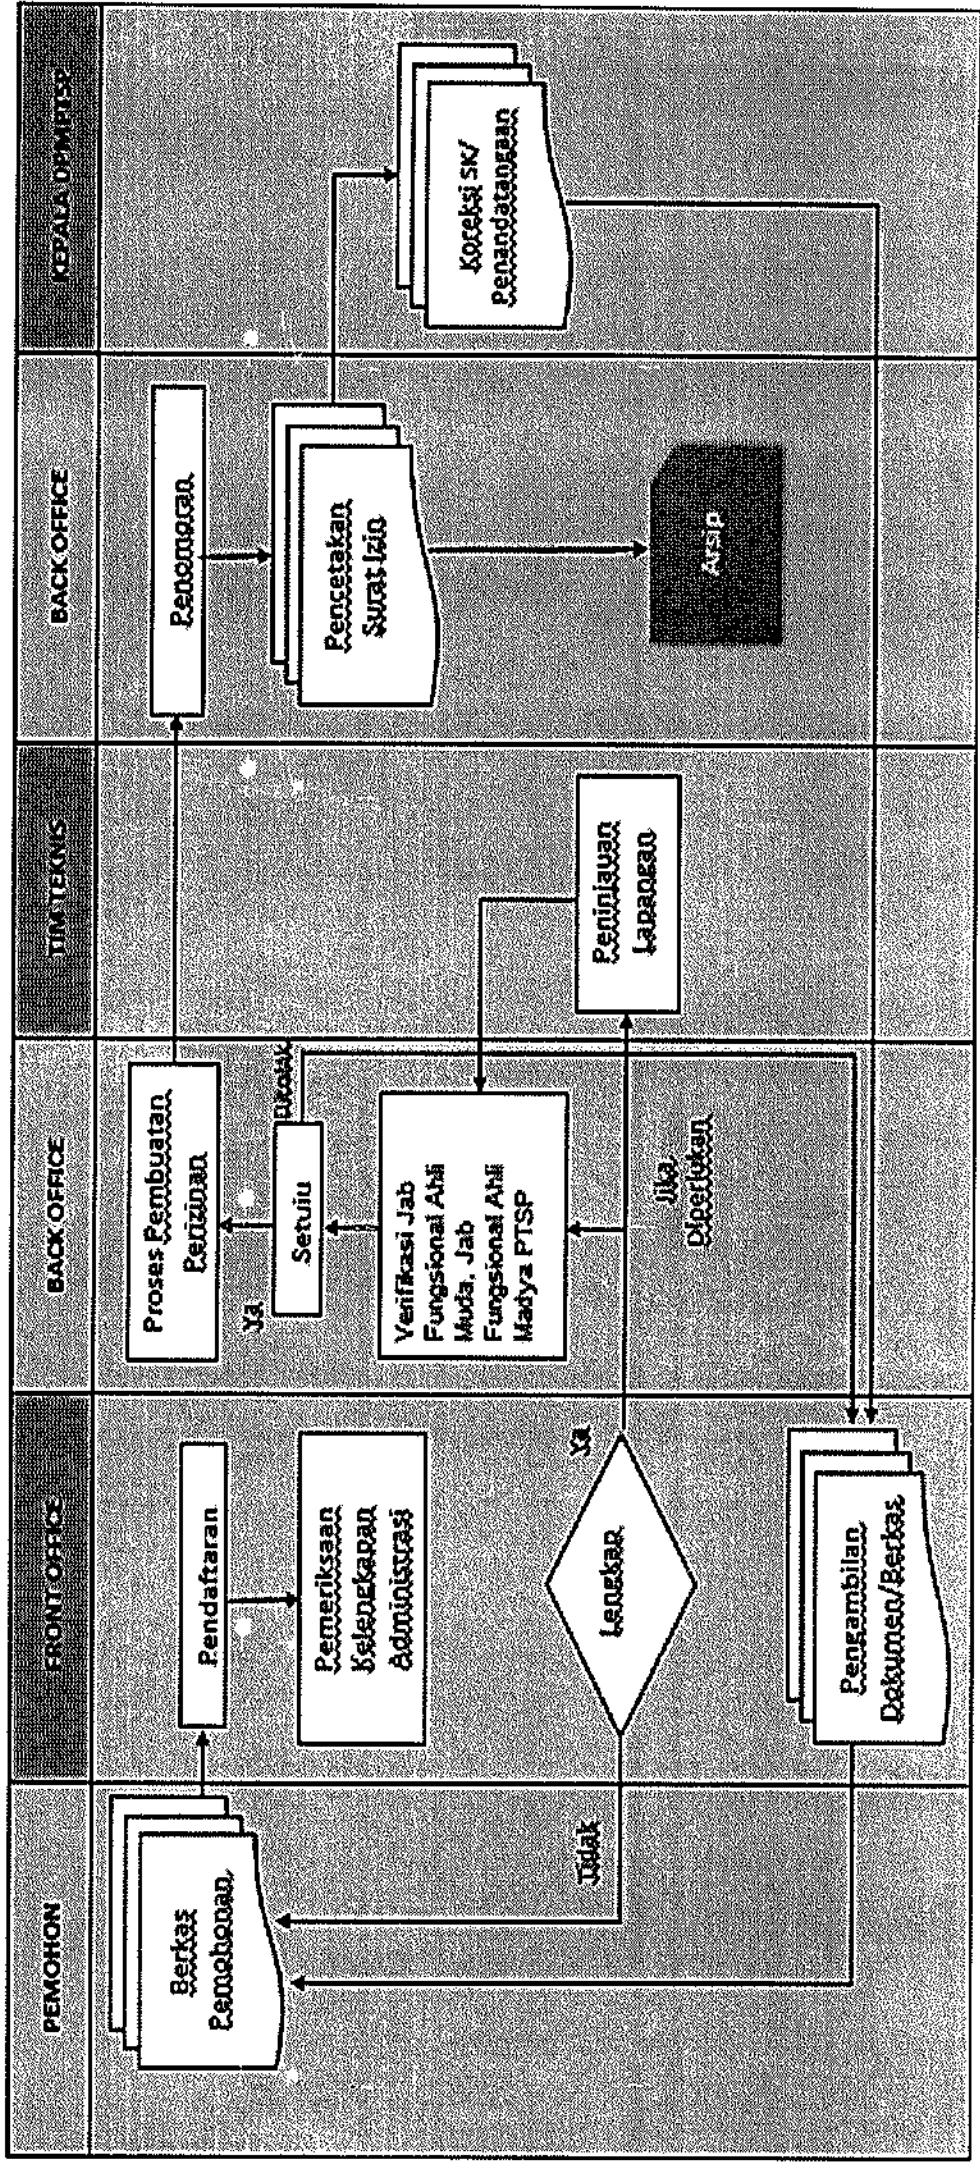 PEMOHON
FRONT OFFICE
BACK OFFICE
TIM TEKNIS
BACK OFFICE
KEPALA DPMPTSP
Berkas
Pemohonan
Pendaftaran
Pemeriksaan
Kelengkapan
Administrasi
Lengkap
Ya
Tidak
Pengambilan
Dokumen/Berkas
Proses Pembuatan
Perizinan
Ya
Setuju
Ditolak
Verifikasi Jab
Fungsional Ahli
Muda, Jab
Fungsional Ahli
Madya PTSP
Jika
Diperlukan
Peninjauan
Lapangan
Penomoran
Pencetakan
Surat Izin
Arsip
Koreksi SK/
Penandatangaan